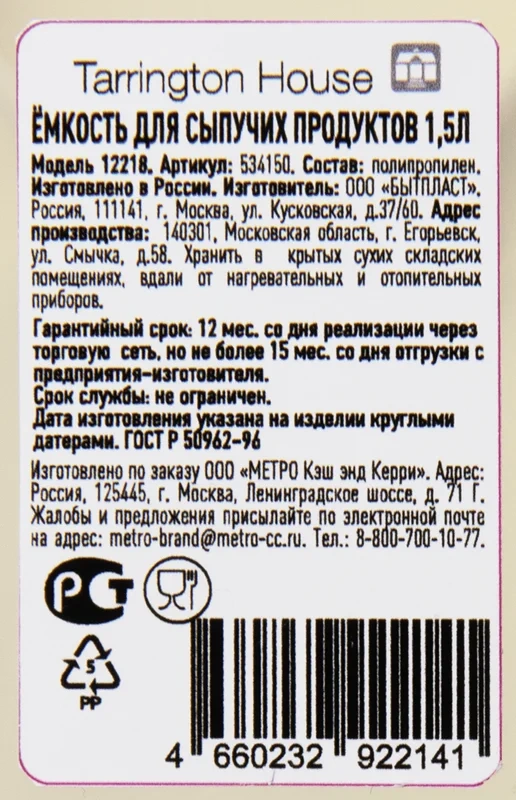 Tarrington House
ЁМКОСТЬ ДЛЯ СЫПУЧИХ ПРОДУКТОВ 1,5Л
Модель 12218. Артикул: 534150. Состав: полипропилен.
Изготовлено в России. Изготовитель: ООО «БЫТПЛАСТ».
Россия, 111141, г. Москва, ул. Кусковская, д.37/60. Адрес
производства: 140301, Московская область, г. Егорьевск,
ул. Смычка, д.58. Хранить в крытых сухих складских
помещениях, вдали от нагревательных и отопительных
приборов.
Гарантийный срок: 12 мес. со дня реализации через
торговую сеть, но не более 15 мес. со дня отгрузки с
предприятия-изготовителя.
Срок службы: не ограничен.
Дата изготовления указана на изделии круглыми
датерами. ГОСТ Р 50962-96
Изготовлено по заказу ООО «МЕТРО Кэш энд Керри». Адрес:
Россия, 125445, г. Москва, Ленинградское шоссе, д. 71 Г.
Жалобы и предложения присылайте по электронной почте
на адрес: metro-brand@metro-cc.ru. Тел.: 8-800-700-10-77.
РСТ
5
PP
4 660232 922141